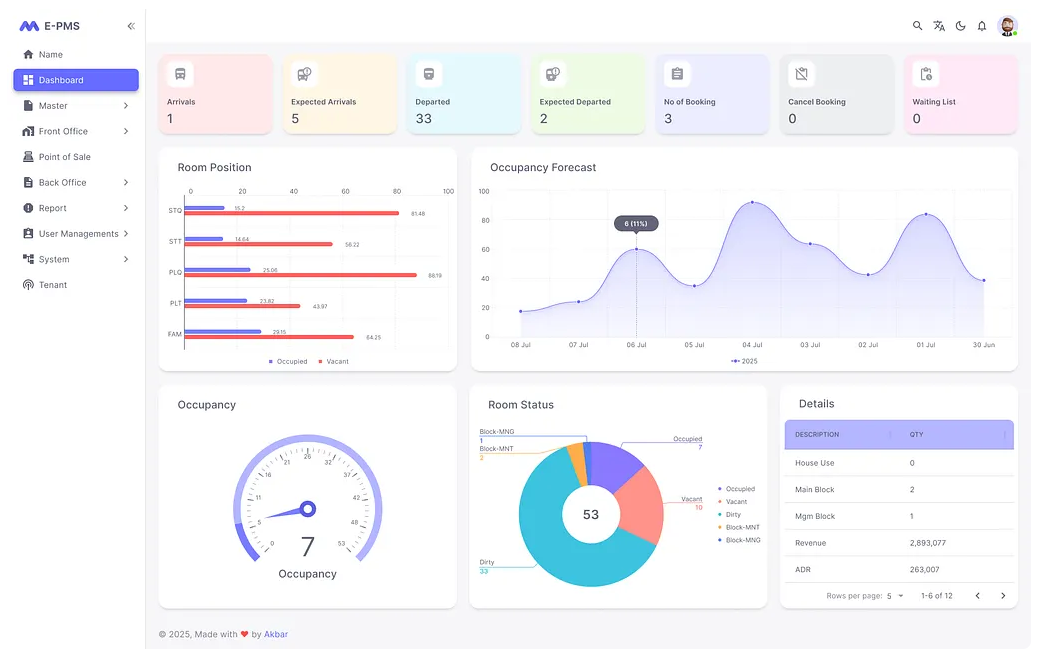 E-PMS
Name
Dashboard
Master
Front Office
Point of Sale
Back Office
Report
User Managements
System
Tenant
Arrivals
1
Expected Arrivals
5
Departed
33
Expected Departed
2
No of Booking
3
Cancel Booking
0
Waiting List
0
Room Position
0 20 40 60 80 100
STQ 15.2 81.48
STT 14.64 56.22
PLQ 25.06 88.19
PLT 23.82 43.97
FAM 29.15 64.25
Occupied Vacant
Occupancy Forecast
100
80
60
40
20
0
6 (11%)
08 Jul 07 Jul 06 Jul 05 Jul 04 Jul 03 Jul 02 Jul 01 Jul 30 Jun
2025
Occupancy
0 5 11 16 21 26 32 37 42 48 53
7
Occupancy
Room Status
Block-MNG
1
Block-MNT
2
Occupied
7
Vacant
10
Dirty
33
53
Occupied
Vacant
Dirty
Block-MNT
Block-MNG
Details
DESCRIPTION QTY
House Use 0
Main Block 2
Mgm Block 1
Revenue 2,893,077
ADR 263,007
Rows per page: 5 1-6 of 12
© 2025, Made with ❤ by Akbar